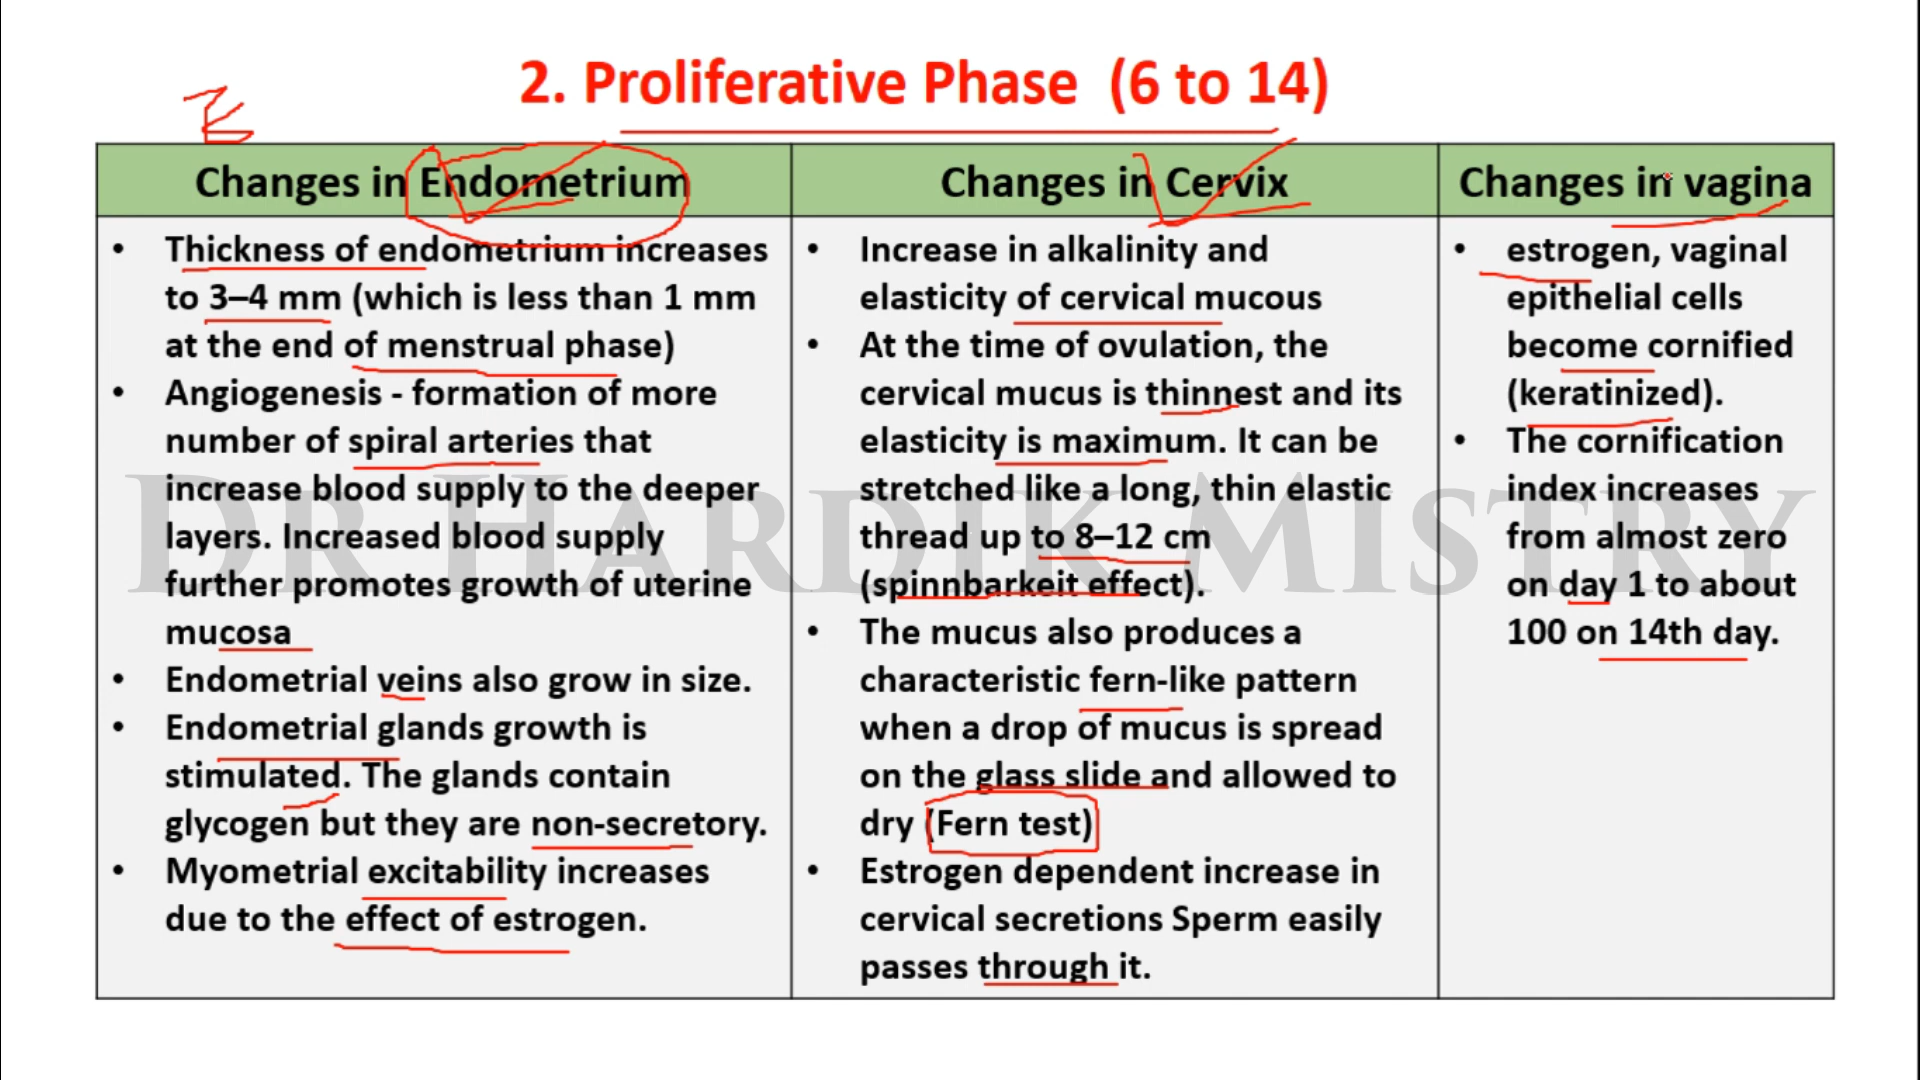 2. Proliferative Phase (6 to 14)
E
Changes in Endometrium
• Thickness of endometrium increases
to 3–4 mm (which is less than 1 mm
at the end of menstrual phase)
• Angiogenesis - formation of more
number of spiral arteries that
increase blood supply to the deeper
layers. Increased blood supply
further promotes growth of uterine
mucosa
• Endometrial veins also grow in size.
• Endometrial glands growth is
stimulated. The glands contain
glycogen but they are non-secretory.
• Myometrial excitability increases
due to the effect of estrogen.
Changes in Cervix
• Increase in alkalinity and
elasticity of cervical mucous
• At the time of ovulation, the
cervical mucus is thinnest and its
elasticity is maximum. It can be
stretched like a long, thin elastic
thread up to 8–12 cm
(spinnbarkeit effect).
• The mucus also produces a
characteristic fern-like pattern
when a drop of mucus is spread
on the glass slide and allowed to
dry (Fern test)
• Estrogen dependent increase in
cervical secretions Sperm easily
passes through it.
Changes in vagina
• estrogen, vaginal
epithelial cells
become cornified
(keratinized).
• The cornification
index increases
from almost zero
on day 1 to about
100 on 14th day.
DR HARDIK MISTRY